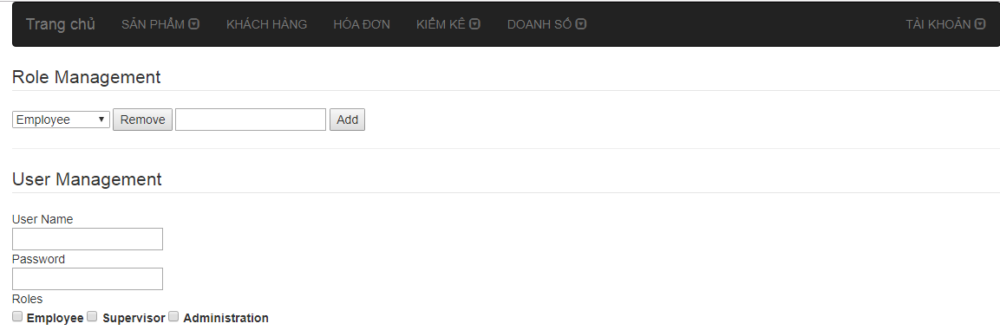 Trang chủ SẢN PHẨM KHÁCH HÀNG HÓA ĐƠN KIỂM KÊ DOANH SỐ TÀI KHOẢN
Role Management
Employee Remove Add
User Management
User Name
Password
Roles
Employee Supervisor Administration